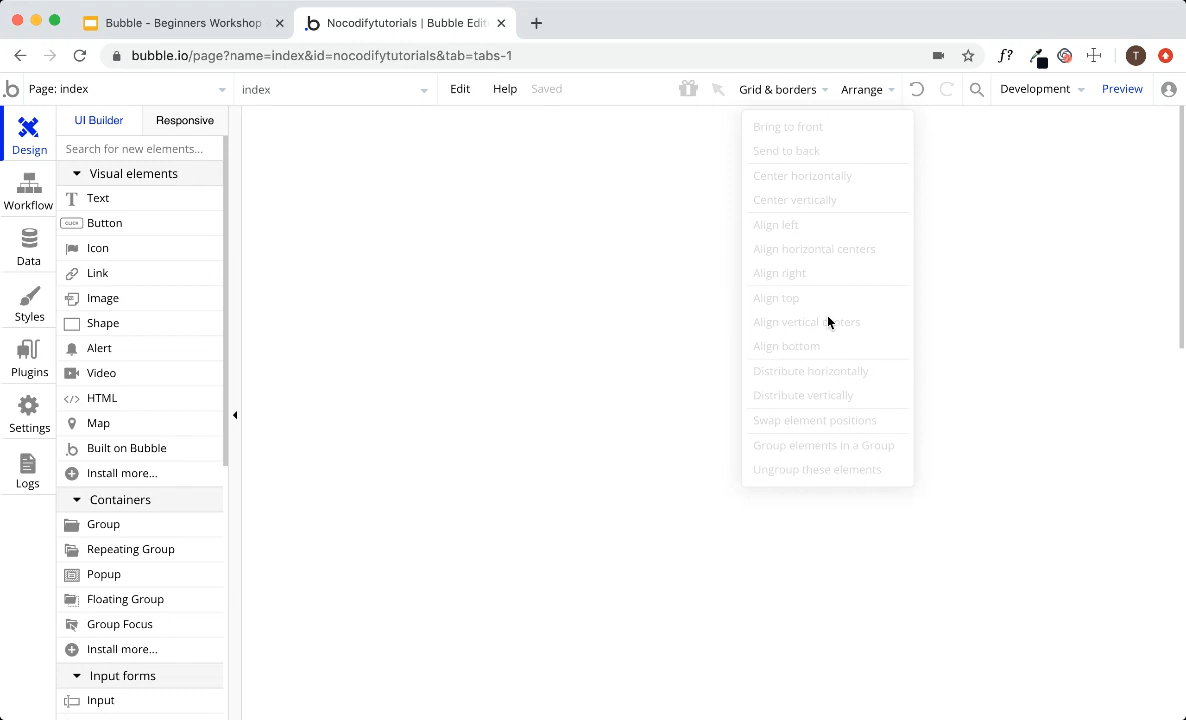 Bubble - Beginners Workshop
Nocodifytutorials | Bubble Edit
bubble.io/page?name=index&id=nocodifytutorials&tab=tabs-1
f?
T
Page: index
index
Edit
Help
Saved
Grid & borders
Arrange
Development
Preview
Design
Workflow
Data
Styles
Plugins
Settings
Logs
UI Builder
Responsive
Search for new elements...
Visual elements
Text
CLICK
Button
Icon
Link
Image
Shape
Alert
Video
</>
HTML
Map
Built on Bubble
Install more...
Containers
Group
Repeating Group
Popup
Floating Group
Group Focus
Install more...
Input forms
Input
Bring to front
Send to back
Center horizontally
Center vertically
Align left
Align horizontal centers
Align right
Align top
Align vertical centers
Align bottom
Distribute horizontally
Distribute vertically
Swap element positions
Group elements in a Group
Ungroup these elements